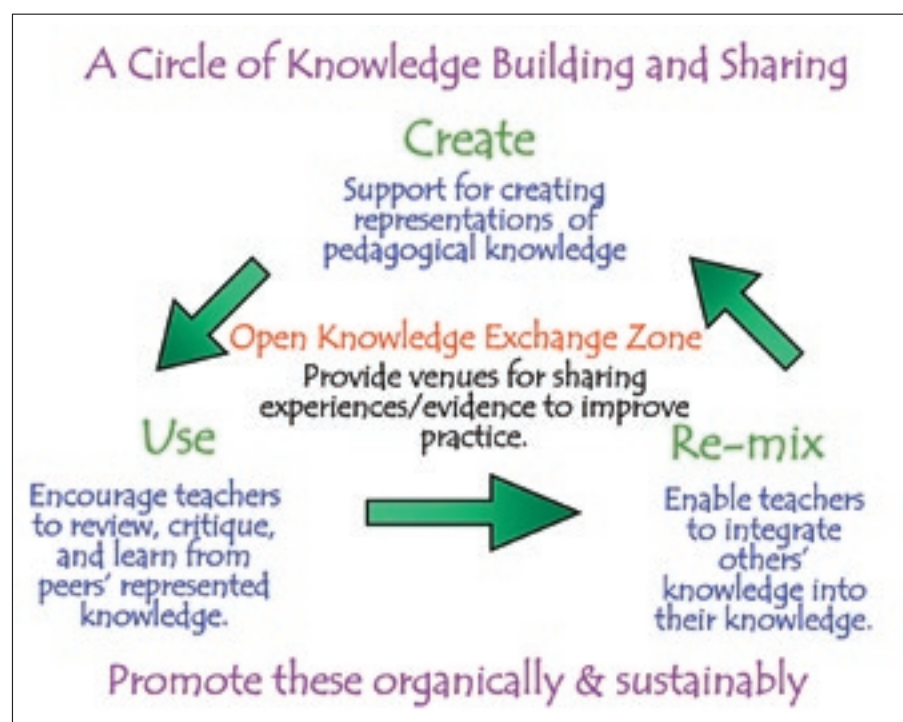 A Circle of Knowledge Building and Sharing
Create
Support for creating
representations of
pedagogical knowledge
Open Knowledge Exchange Zone
Provide venues for sharing
experiences/evidence to improve
practice.
Use
Encourage teachers
to review, critique,
and learn from
peers' represented
knowledge.
Re-mix
Enable teachers
to integrate
others'
knowledge into
their knowledge.
Promote these organically & sustainably